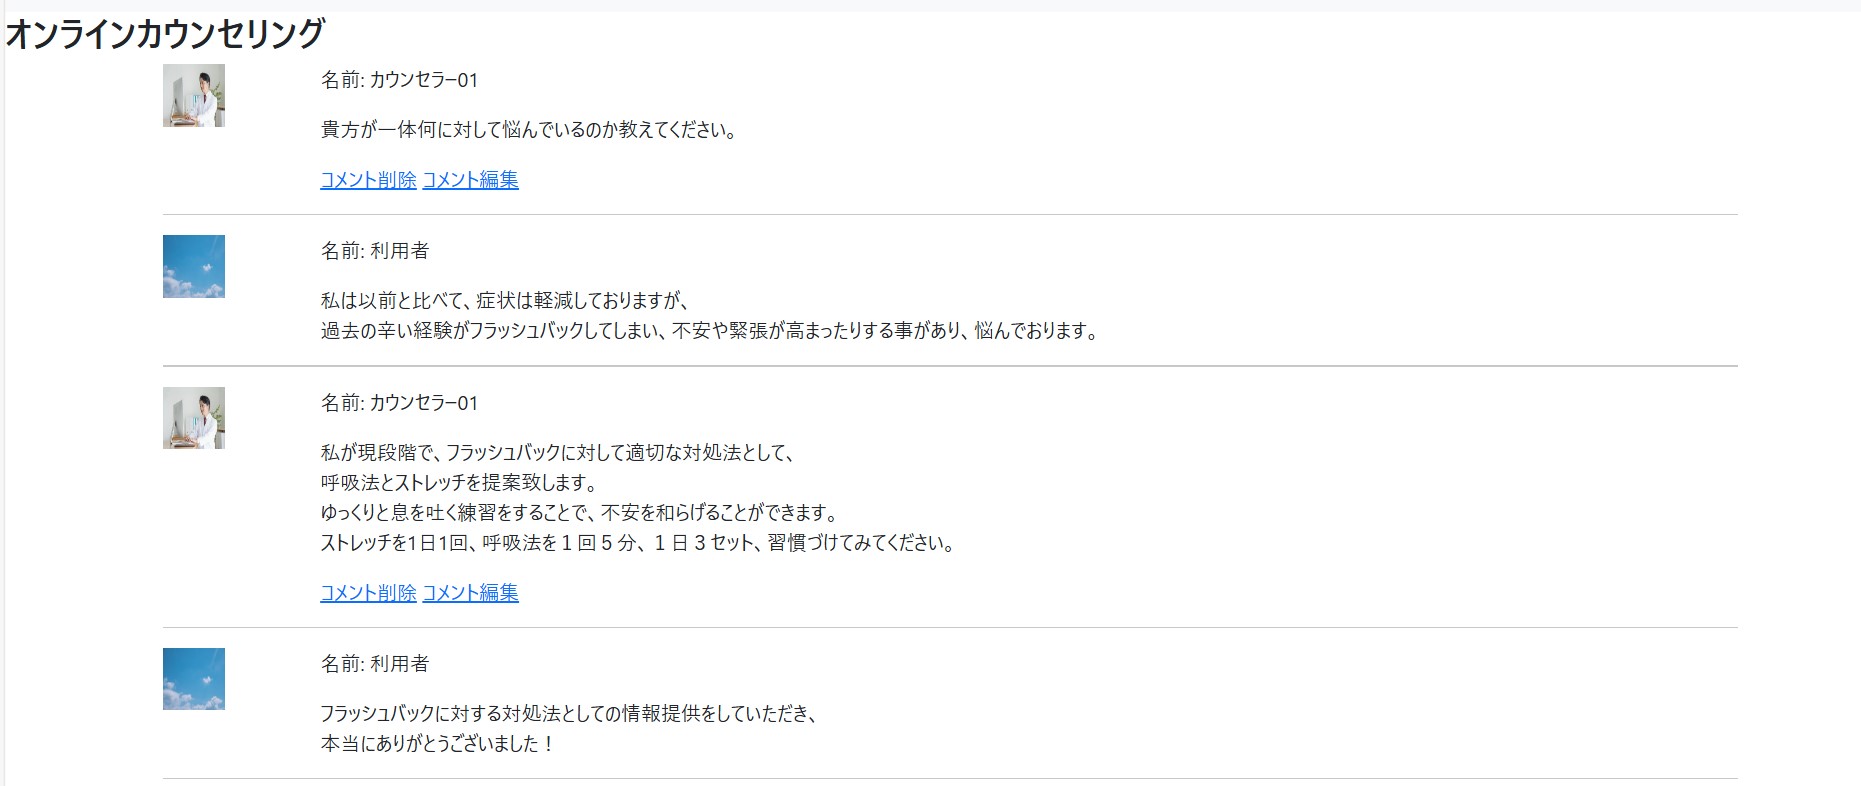 オンラインカウンセリング
名前: カウンセラー01
貴方が一体何に対して悩んでいるのか教えてください。
コメント削除 コメント編集
名前: 利用者
私は以前と比べて、症状は軽減しておりますが、
過去の辛い経験がフラッシュバックしてしまい、不安や緊張が高まったりする事があり、悩んでおります。
名前: カウンセラー01
私が現段階で、フラッシュバックに対して適切な対処法として、
呼吸法とストレッチを提案致します。
ゆっくりと息を吐く練習をすることで、不安を和らげることができます。
ストレッチを1日1回、呼吸法を１回５分、１日３セット、習慣づけてみてください。
コメント削除 コメント編集
名前: 利用者
フラッシュバックに対する対処法としての情報提供をしていただき、
本当にありがとうございました！